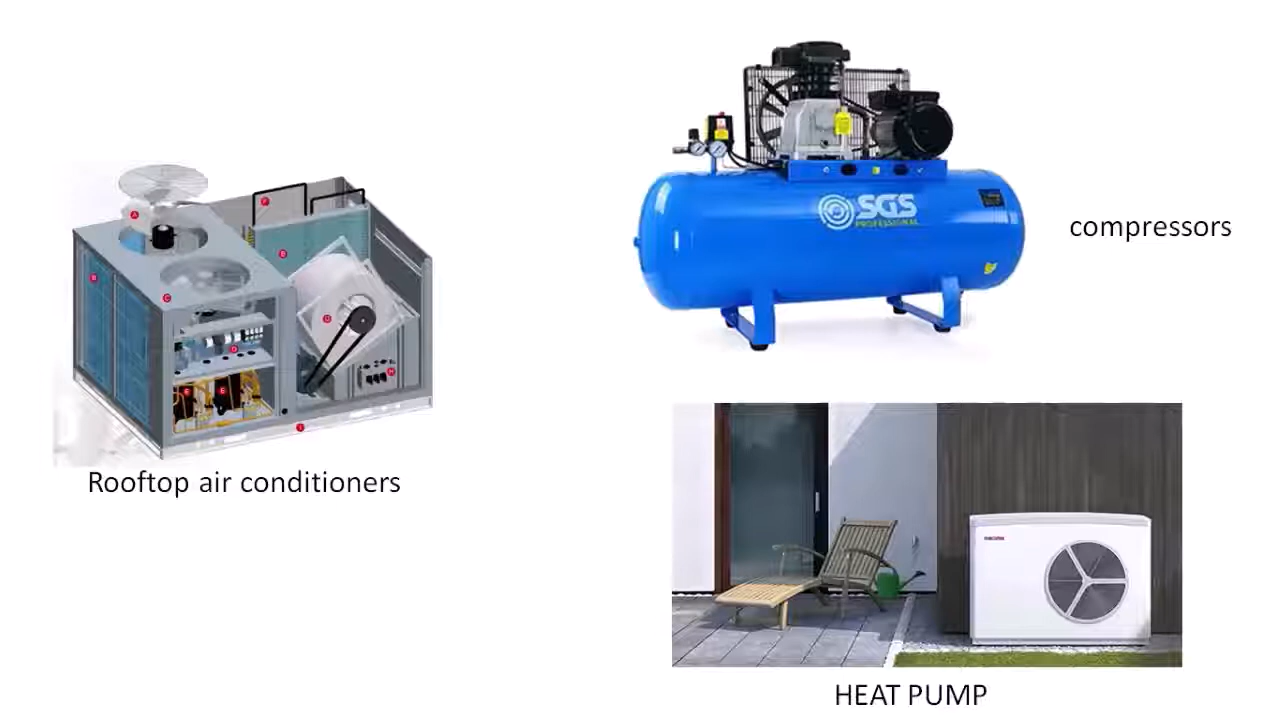 SGS
PROFESSIONAL
compressors
A
F
B
B
C
D
G
E
E
H
I
Rooftop air conditioners
HEAT PUMP